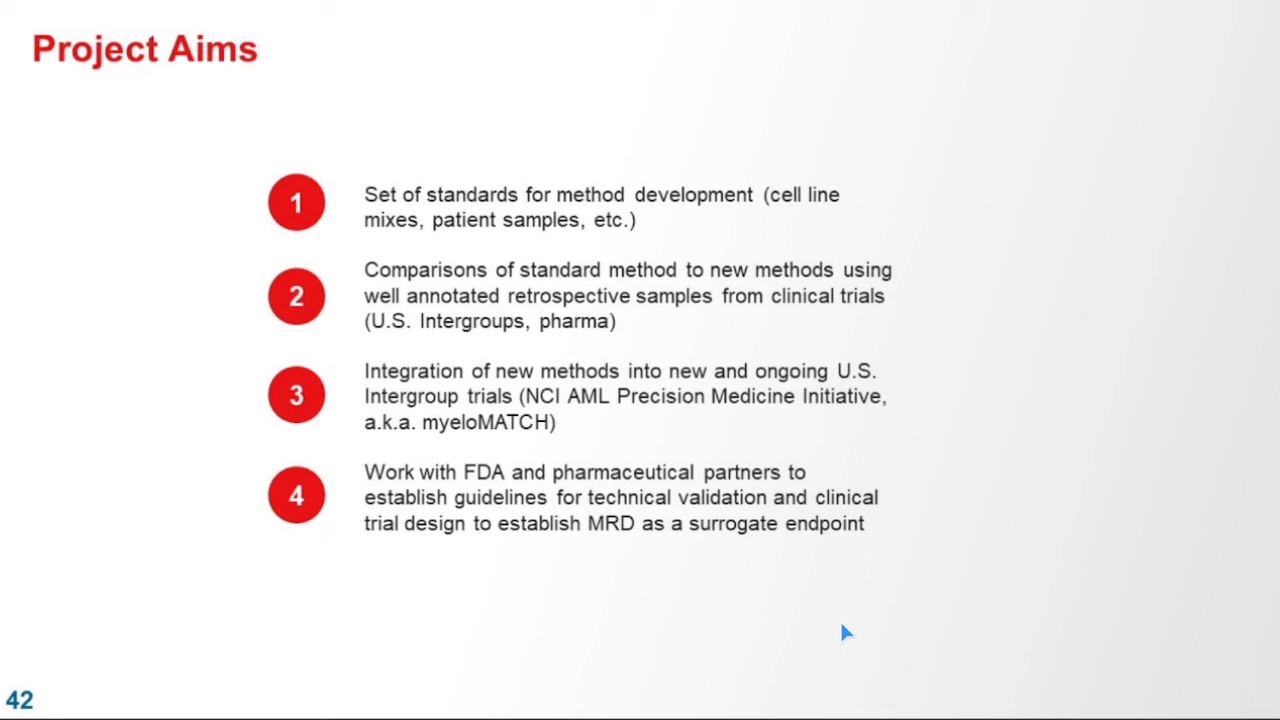 Project Aims
1
Set of standards for method development (cell line
mixes, patient samples, etc.)
2
Comparisons of standard method to new methods using
well annotated retrospective samples from clinical trials
(U.S. Intergroups, pharma)
3
Integration of new methods into new and ongoing U.S.
Intergroup trials (NCI AML Precision Medicine Initiative,
a.k.a. myeloMATCH)
4
Work with FDA and pharmaceutical partners to
establish guidelines for technical validation and clinical
trial design to establish MRD as a surrogate endpoint
42